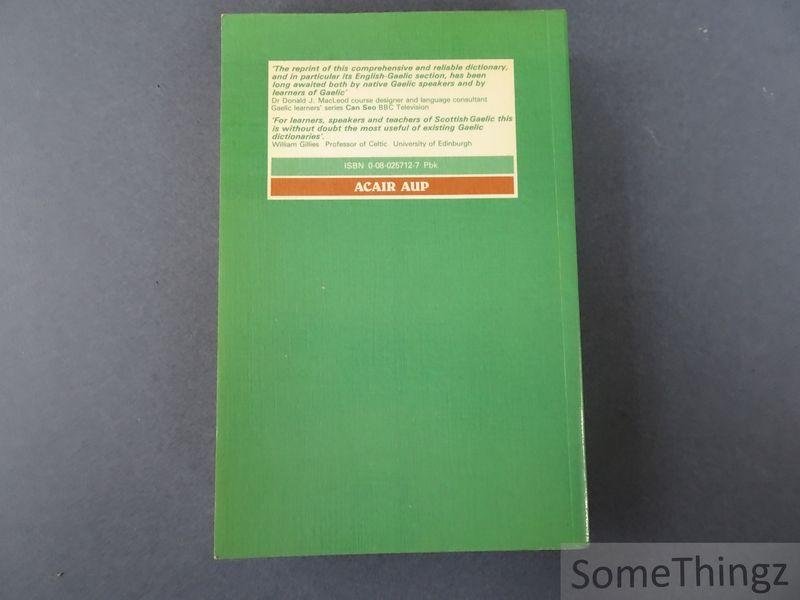 'The reprint of this comprehensive and reliable dictionary,
and in particular its English-Gaelic section, has been
long awaited both by native Gaelic speakers and by
learners of Gaelic'
Dr Donald J. MacLeod course designer and language consultant
Gaelic learners' series Can Seo BBC Television
'For learners, speakers and teachers of Scottish Gaelic this
is without doubt the most useful of existing Gaelic
dictionaries'.
William Gillies Professor of Celtic University of Edinburgh
ISBN 0-08-025712-7 Pbk
ACAIR AUP
SomeThingz